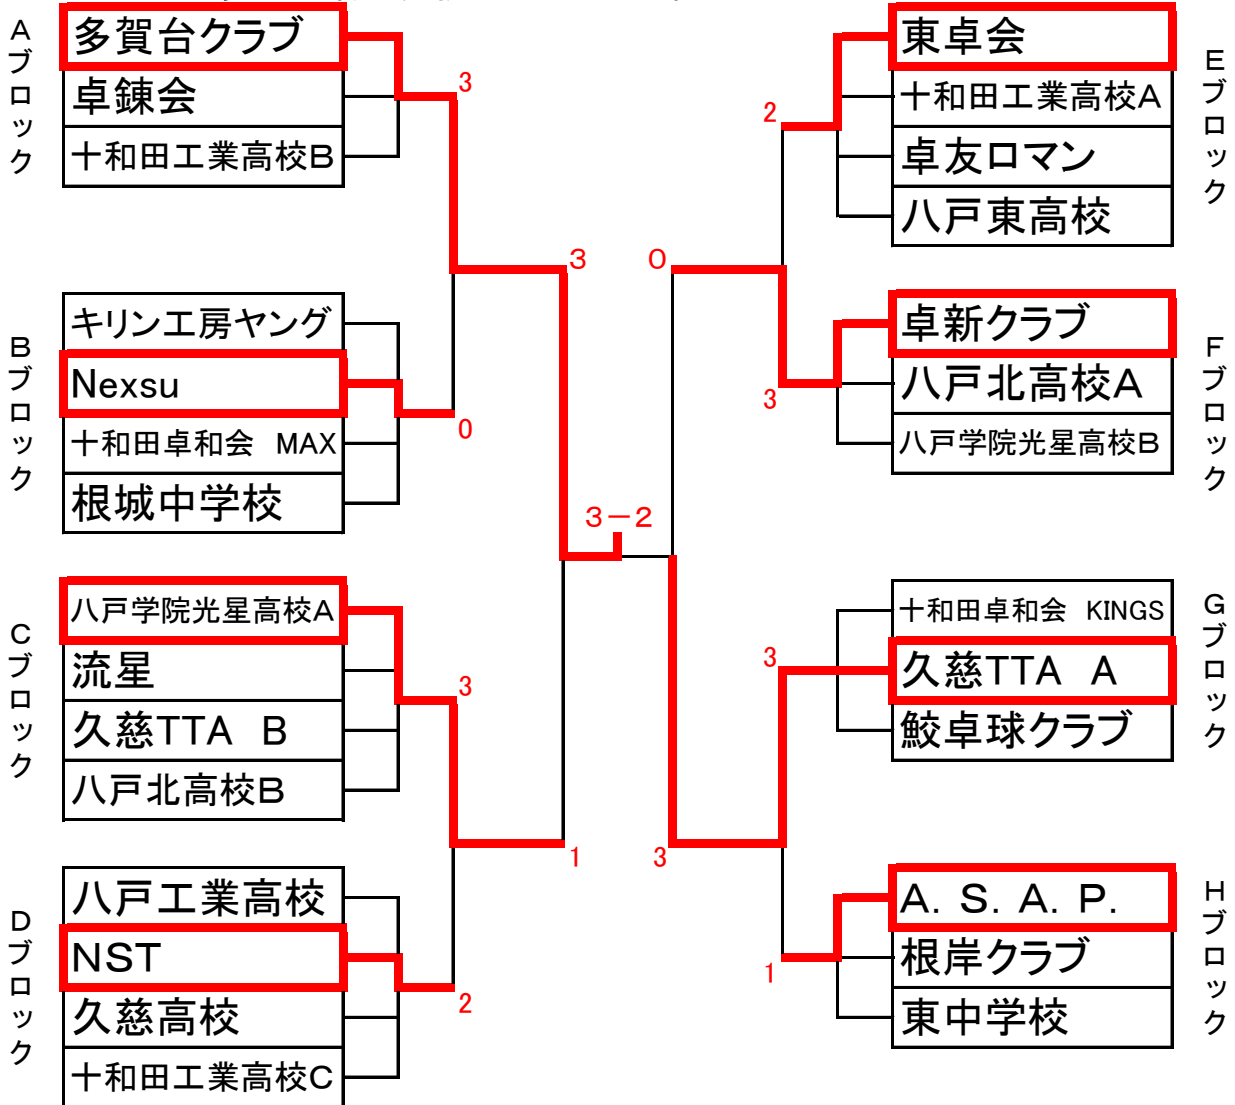 Aブロック
多賀台クラブ
卓錬会
十和田工業高校B
3
Bブロック
キリン工房ヤング
Nexsu
十和田卓和会 MAX
根城中学校
0
3
Cブロック
八戸学院光星高校A
流星
久慈TTA B
八戸北高校B
3
Dブロック
八戸工業高校
NST
久慈高校
十和田工業高校C
2
1
3-2
Eブロック
東卓会
十和田工業高校A
卓友ロマン
八戸東高校
2
Fブロック
卓新クラブ
八戸北高校A
八戸学院光星高校B
3
0
Gブロック
十和田卓和会 KINGS
久慈TTA A
鮫卓球クラブ
3
Hブロック
A. S. A. P.
根岸クラブ
東中学校
1
3